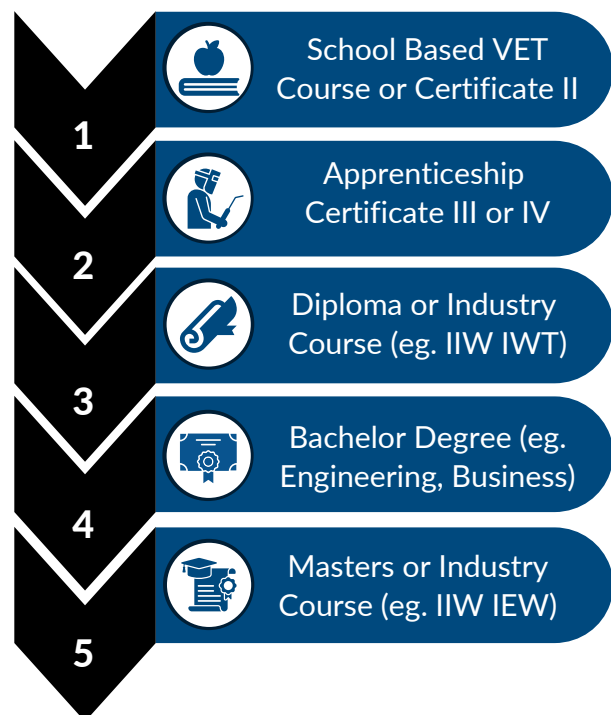 1
School Based VET
Course or Certificate II
2
Apprenticeship
Certificate III or IV
3
Diploma or Industry
Course (eg. IIW IWT)
4
Bachelor Degree (eg.
Engineering, Business)
5
Masters or Industry
Course (eg. IIW IEW)